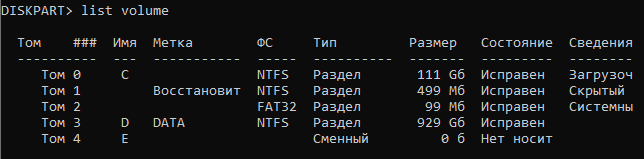 DISKPART> list volume
Том ### Имя Метка ФС Тип Размер Состояние Сведения
---------- --- ----------- ----- ---------- ------- --------- --------
Том 0 C NTFS Раздел 111 Gб Исправен Загрузоч
Том 1 Восстановит NTFS Раздел 499 Мб Исправен Скрытый
Том 2 FAT32 Раздел 99 Мб Исправен Системны
Том 3 D DATA NTFS Раздел 929 Gб Исправен
Том 4 E Сменный 0 б Нет носит